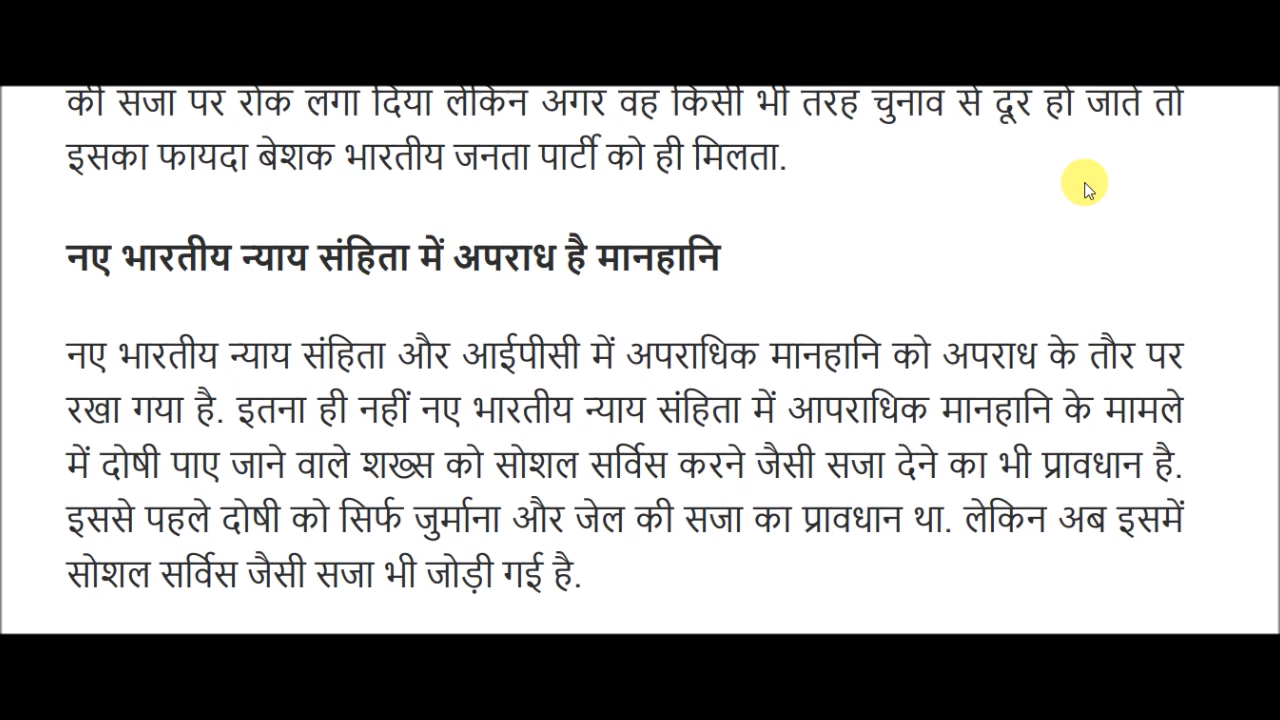 की सजा पर रोक लगा दिया लेकिन अगर वह किसी भी तरह चुनाव से दूर हो जाते तो
इसका फायदा बेशक भारतीय जनता पार्टी को ही मिलता.
नए भारतीय न्याय संहिता में अपराध है मानहानि
नए भारतीय न्याय संहिता और आईपीसी में अपराधिक मानहानि को अपराध के तौर पर
रखा गया है. इतना ही नहीं नए भारतीय न्याय संहिता में आपराधिक मानहानि के मामले
में दोषी पाए जाने वाले शख्स को सोशल सर्विस करने जैसी सजा देने का भी प्रावधान है.
इससे पहले दोषी को सिर्फ जुर्माना और जेल की सजा का प्रावधान था. लेकिन अब इसमें
सोशल सर्विस जैसी सजा भी जोड़ी गई है.